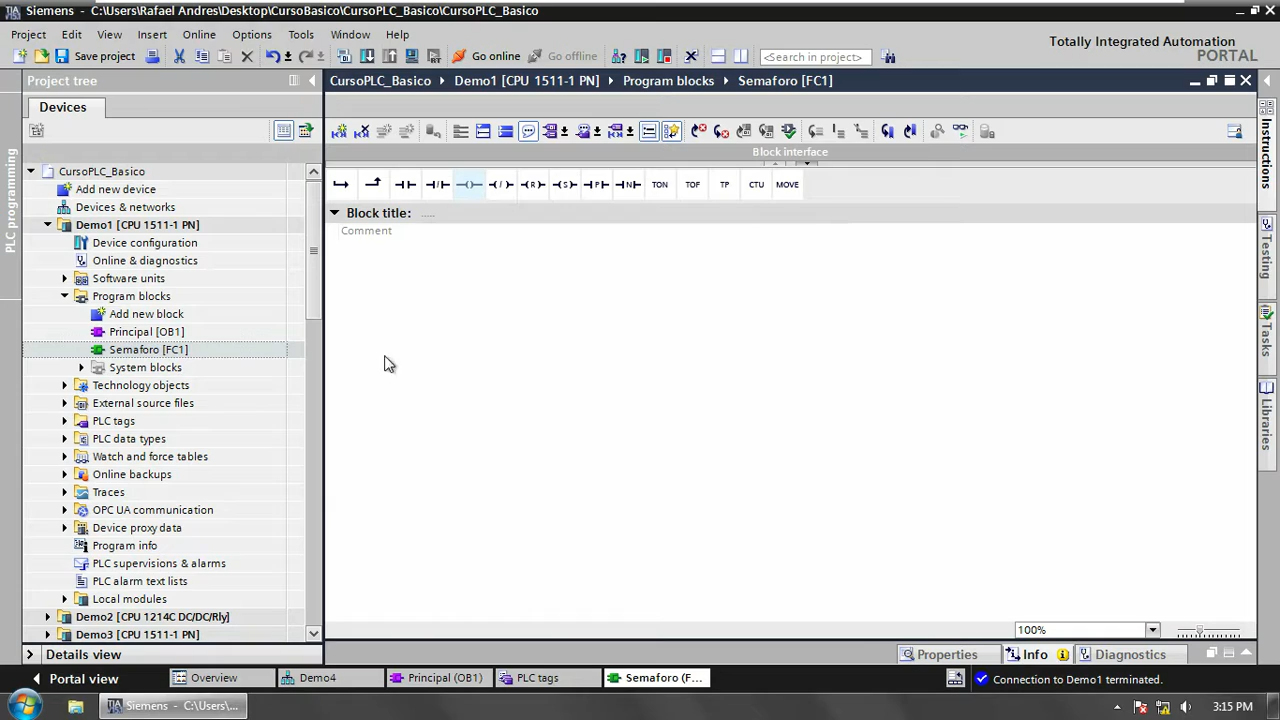 Siemens - C:\Users\Rafael Andres\Desktop\CursoBasico\CursoPLC_Basico\CursoPLC_Basico
Project Edit View Insert Online Options Tools Window Help
Totally Integrated Automation
PORTAL
Save project Go online Go offline <Search in project>
Project tree
CursoPLC_Basico Demo1 [CPU 1511-1 PN] Program blocks Semaforo [FC1]
Devices
Block interface
TON TOF TP CTU MOVE
Block title: .....
Comment
PLC programming
CursoPLC_Basico
Add new device
Devices & networks
Demo1 [CPU 1511-1 PN]
Device configuration
Online & diagnostics
Software units
Program blocks
Add new block
Principal [OB1]
Semaforo [FC1]
System blocks
Technology objects
External source files
PLC tags
PLC data types
Watch and force tables
Online backups
Traces
OPC UA communication
Device proxy data
Program info
PLC supervisions & alarms
PLC alarm text lists
Local modules
Demo2 [CPU 1214C DC/DC/Rly]
Demo3 [CPU 1511-1 PN]
Details view
Instructions
Testing
Tasks
Libraries
100%
Properties Info Diagnostics
Portal view Overview Demo4 Principal (OB1) PLC tags Semaforo (F... Connection to Demo1 terminated.
Siemens - C:\Users\... 3:15 PM